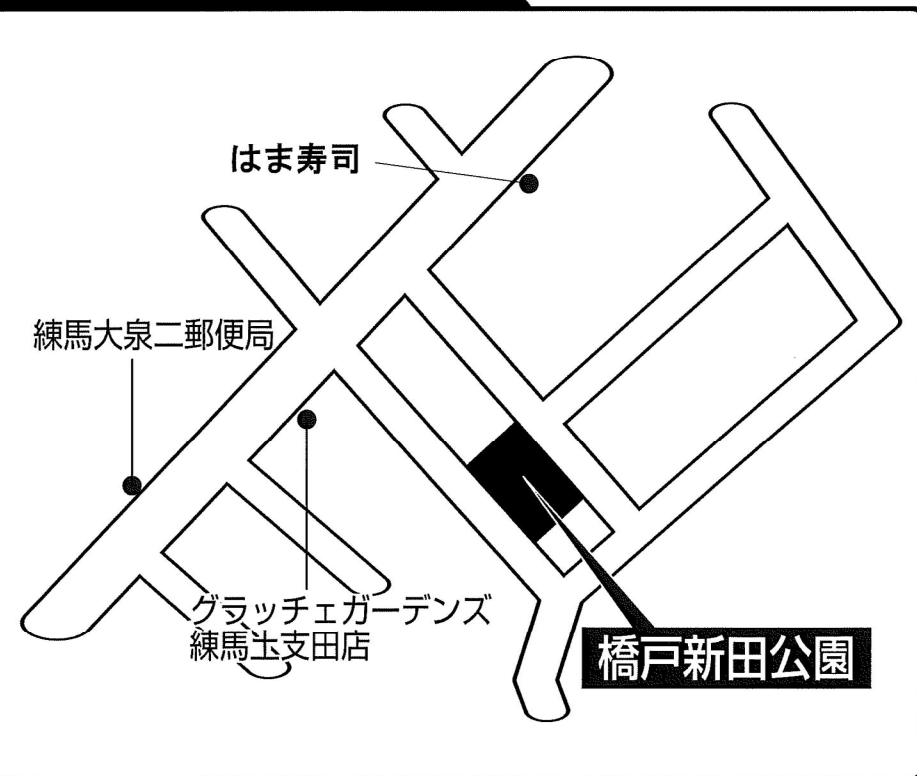 はま寿司
練馬大泉二郵便局
グラッチェガーデンズ
練馬土支田店
橋戸新田公園